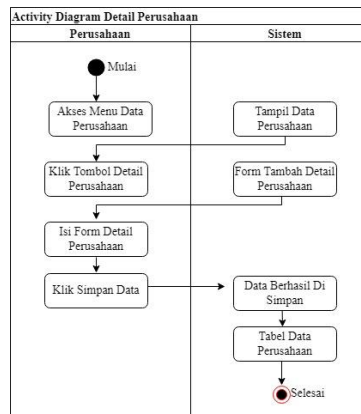 Activity Diagram Detail Perusahaan
Perusahaan
Sistem
Mulai
Akses Menu Data
Perusahaan
Tampil Data
Perusahaan
Klik Tombol Detail
Perusahaan
Form Tambah Detail
Perusahaan
Isi Form Detail
Perusahaan
Klik Simpan Data
Data Berhasil Di
Simpan
Tabel Data
Perusahaan
Selesai